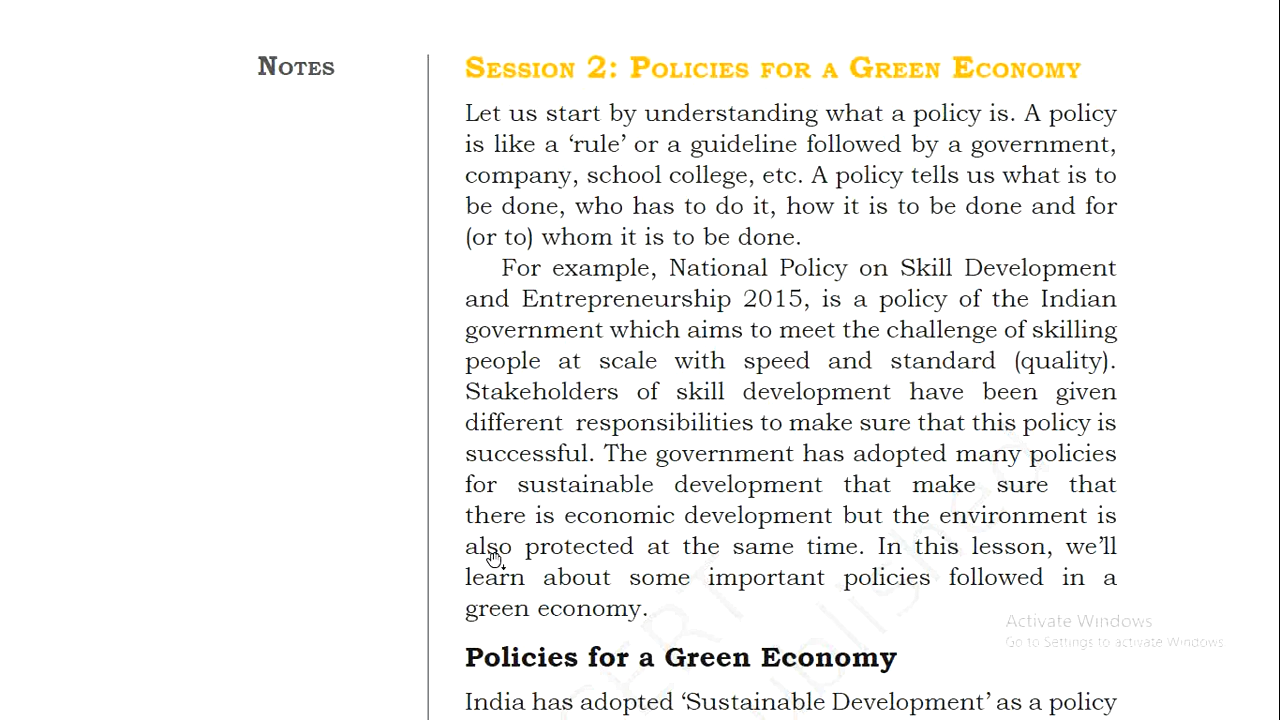 NOTES
SESSION 2: POLICIES FOR A GREEN ECONOMY
Let us start by understanding what a policy is. A policy
is like a ‘rule’ or a guideline followed by a government,
company, school college, etc. A policy tells us what is to
be done, who has to do it, how it is to be done and for
(or to) whom it is to be done.
For example, National Policy on Skill Development
and Entrepreneurship 2015, is a policy of the Indian
government which aims to meet the challenge of skilling
people at scale with speed and standard (quality).
Stakeholders of skill development have been given
different responsibilities to make sure that this policy is
successful. The government has adopted many policies
for sustainable development that make sure that
there is economic development but the environment is
also protected at the same time. In this lesson, we’ll
learn about some important policies followed in a
green economy.
Activate Windows
Go to Settings to activate Windows
Policies for a Green Economy
India has adopted ‘Sustainable Development’ as a policy